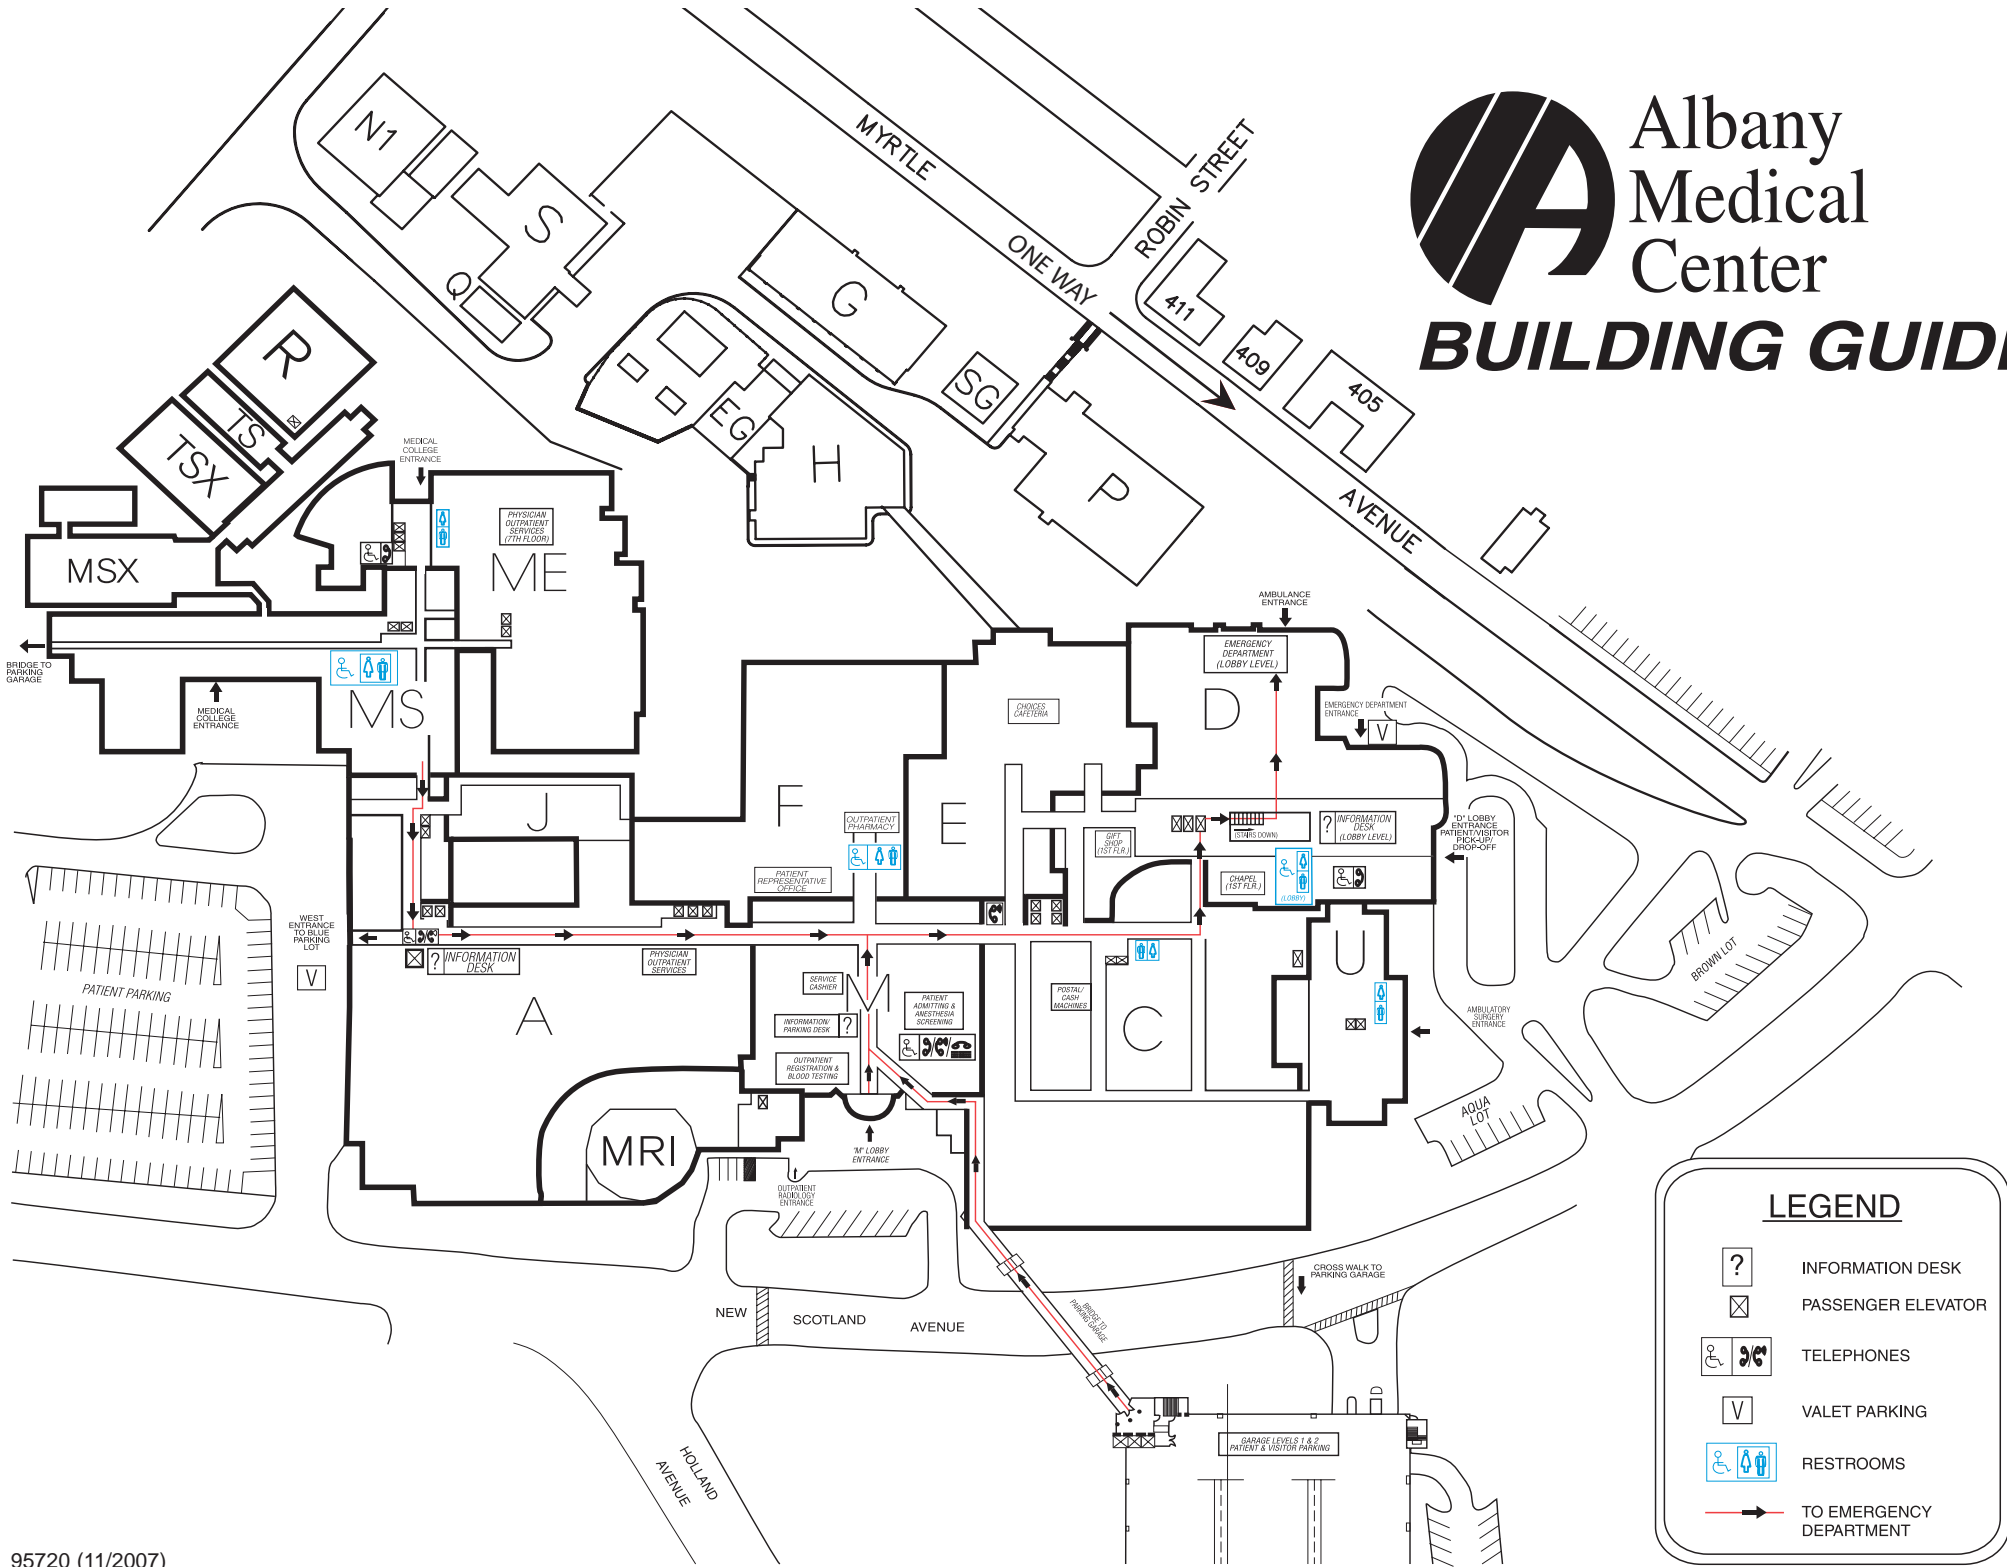 Albany
Medical
Center
BUILDING GUID
MYRTLE
ONE WAY
AVENUE
ROBIN STREET
411
409
405
N1
S
Q
G
SG
P
EG
H
R
TS
TSX
MSX
MEDICAL
COLLEGE
ENTRANCE
PHYSICIAN
OUTPATIENT
SERVICES
(7TH FLOOR)
ME
BRIDGE TO
PARKING
GARAGE
MEDICAL
COLLEGE
ENTRANCE
MS
AMBULANCE
ENTRANCE
EMERGENCY
DEPARTMENT
(LOBBY LEVEL)
D
CHOICES
CAFETERIA
EMERGENCY DEPARTMENT
ENTRANCE
V
J
F
E
OUTPATIENT
PHARMACY
PATIENT
REPRESENTATIVE
OFFICE
GIFT
SHOP
(1ST FLR.)
(STAIRS DOWN)
?
INFORMATION
DESK
(LOBBY LEVEL)
"D" LOBBY
ENTRANCE
PATIENT/VISITOR
PICK-UP/
DROP-OFF
CHAPEL
(1ST FLR.)
(LOBBY)
WEST
ENTRANCE
TO BLUE
PARKING
LOT
V
PATIENT PARKING
?
INFORMATION
DESK
PHYSICIAN
OUTPATIENT
SERVICES
A
SERVICE
CASHIER
M
PATIENT
ADMITTING &
ANESTHESIA
SCREENING
INFORMATION/
PARKING DESK
?
OUTPATIENT
REGISTRATION &
BLOOD TESTING
POSTAL/
CASH
MACHINES
C
U
BROWN LOT
AMBULATORY
SURGERY
ENTRANCE
AQUA
LOT
MRI
"M" LOBBY
ENTRANCE
OUTPATIENT
RADIOLOGY
ENTRANCE
NEW SCOTLAND AVENUE
BRIDGE TO
PARKING GARAGE
CROSS WALK TO
PARKING GARAGE
HOLLAND
AVENUE
GARAGE LEVELS 1 & 2
PATIENT & VISITOR PARKING
LEGEND
? INFORMATION DESK
PASSENGER ELEVATOR
TELEPHONES
V VALET PARKING
RESTROOMS
TO EMERGENCY
DEPARTMENT
95720 (11/2007)